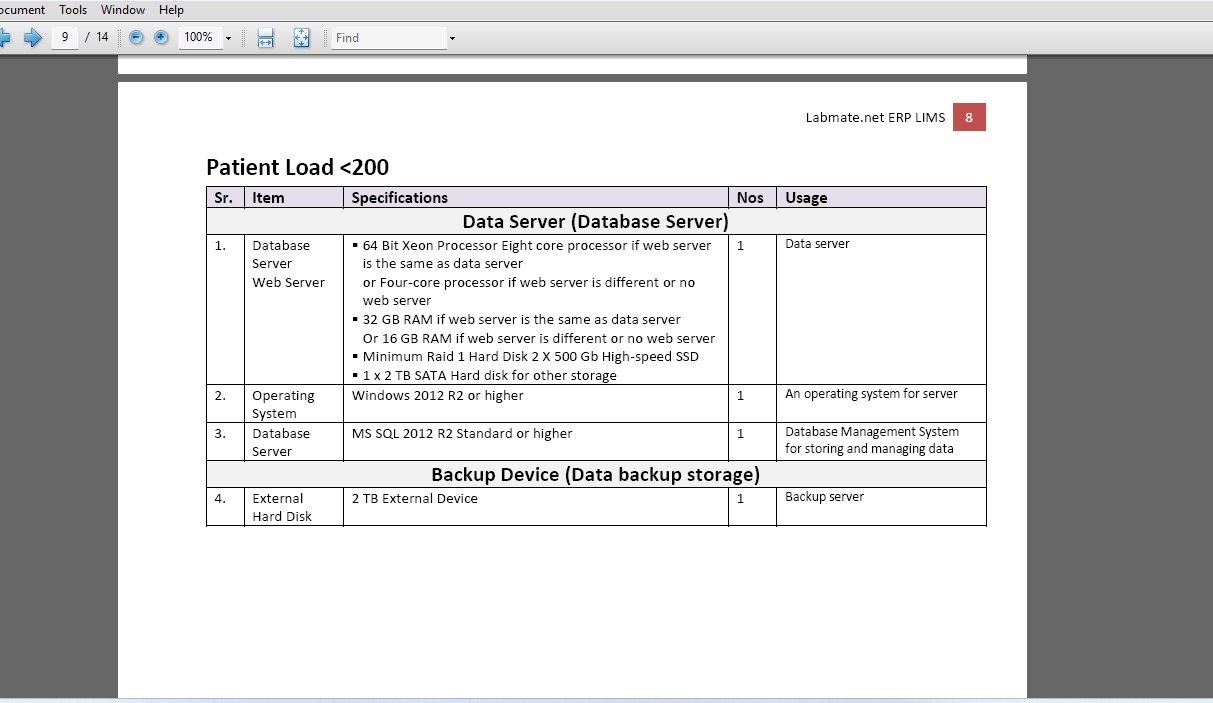 ocument Tools Window Help
9 / 14 100% Find
Labmate.net ERP LIMS 8
Patient Load <200
Sr. Item Specifications Nos Usage
Data Server (Database Server)
1. Database ▪ 64 Bit Xeon Processor Eight core processor if web server 1 Data server
Server is the same as data server
Web Server or Four-core processor if web server is different or no
web server
▪ 32 GB RAM if web server is the same as data server
Or 16 GB RAM if web server is different or no web server
▪ Minimum Raid 1 Hard Disk 2 X 500 Gb High-speed SSD
▪ 1 x 2 TB SATA Hard disk for other storage
2. Operating Windows 2012 R2 or higher 1 An operating system for server
System
3. Database MS SQL 2012 R2 Standard or higher 1 Database Management System
Server for storing and managing data
Backup Device (Data backup storage)
4. External 2 TB External Device 1 Backup server
Hard Disk